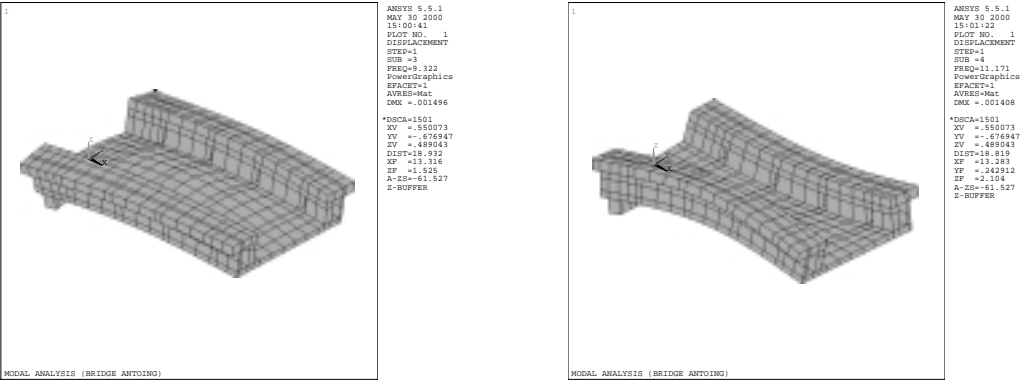 1
ANSYS 5.5.1
MAY 30 2000
15:00:41
PLOT NO.   1
DISPLACEMENT
STEP=1
SUB =3
FREQ=9.322
PowerGraphics
EFACET=1
AVRES=Mat
DMX =.001496
*DSCA=1501
XV  =.550073
YV  =-.676947
ZV  =.489043
DIST=18.932
XF  =13.316
ZF  =1.525
A-ZS=-61.527
Z-BUFFER
Z
X
MODAL ANALYSIS (BRIDGE ANTOING)
1
ANSYS 5.5.1
MAY 30 2000
15:01:22
PLOT NO.   1
DISPLACEMENT
STEP=1
SUB =4
FREQ=11.171
PowerGraphics
EFACET=1
AVRES=Mat
DMX =.001408
*DSCA=1501
XV  =.550073
YV  =-.676947
ZV  =.489043
DIST=18.819
XF  =13.283
YF  =.242912
ZF  =2.104
A-ZS=-61.527
Z-BUFFER
Z
X
MODAL ANALYSIS (BRIDGE ANTOING)